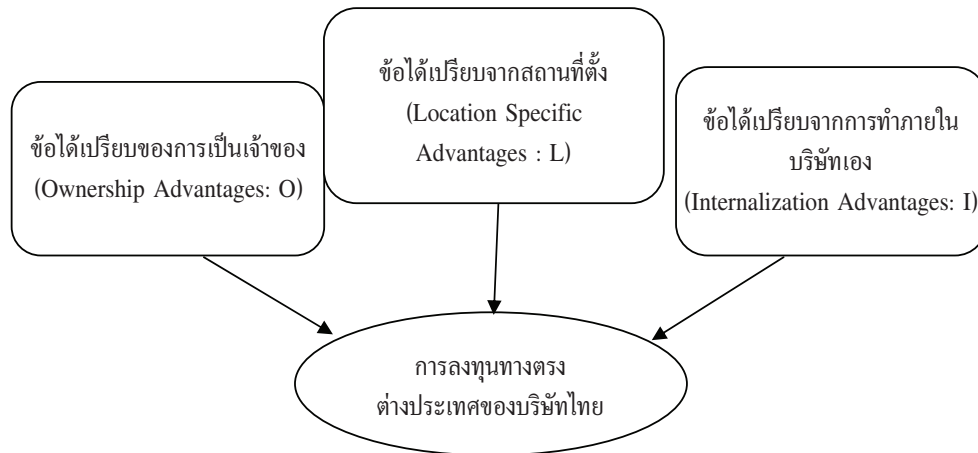 ข้อได้เปรียบของการเป็นเจ้าของ
(Ownership Advantages: O)
ข้อได้เปรียบจากสถานที่ตั้ง
(Location Specific
Advantages : L)
ข้อได้เปรียบจากการทำภายใน
บริษัทเอง
(Internalization Advantages: I)
การลงทุนทางตรง
ต่างประเทศของบริษัทไทย